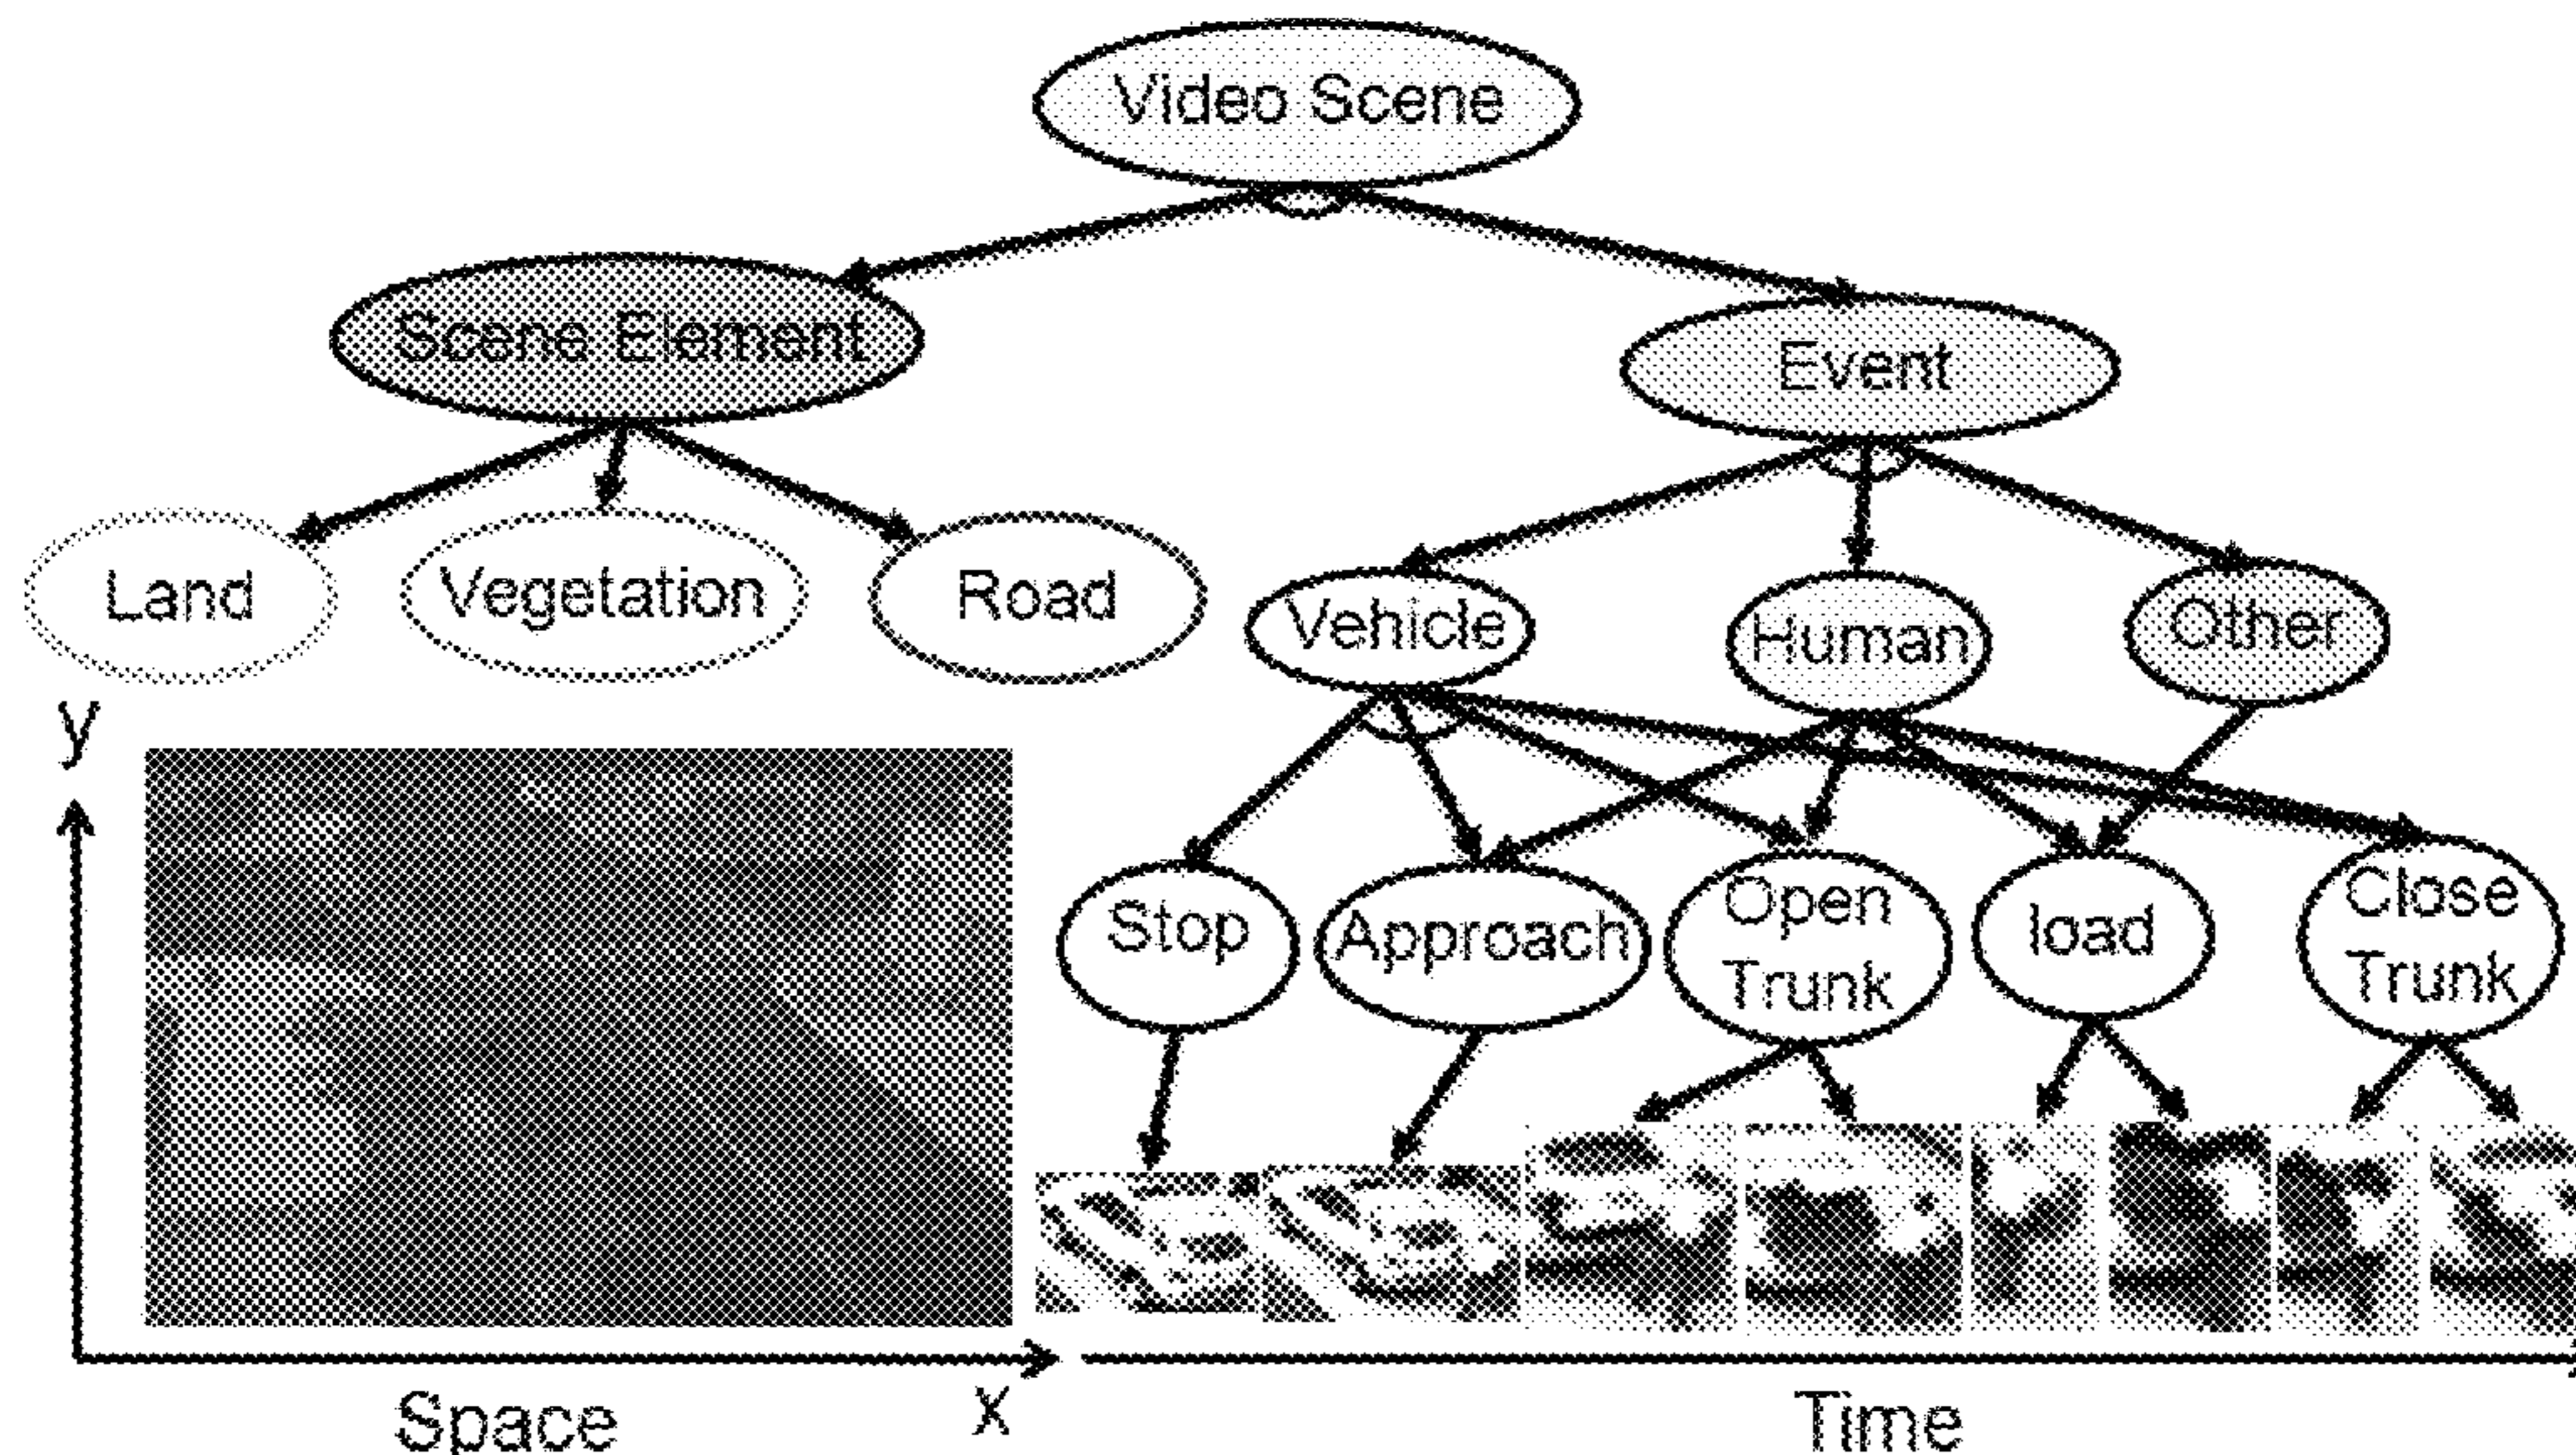 Video Scene
Scene Element
Event
Land
Vegetation
Road
Vehicle
Human
Other
y
Stop
Approach
Open
Trunk
load
Close
Trunk
x
Space
Time